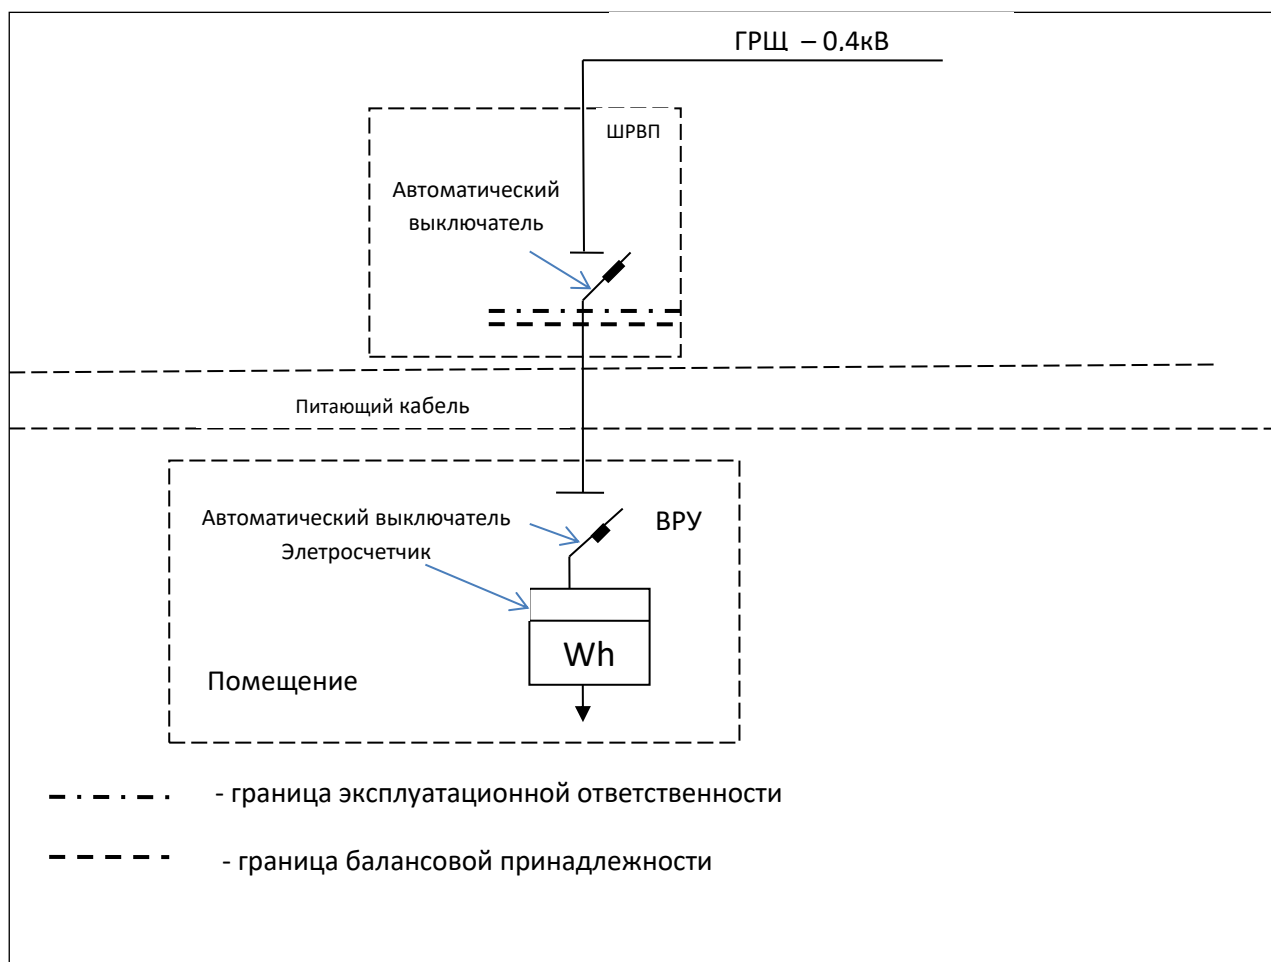 ГРЩ – 0,4кВ
ШРВП
Автоматический
выключатель
Питающий кабель
Автоматический выключатель
ВРУ
Элетросчетчик
Wh
Помещение
- граница эксплуатационной ответственности
- граница балансовой принадлежности